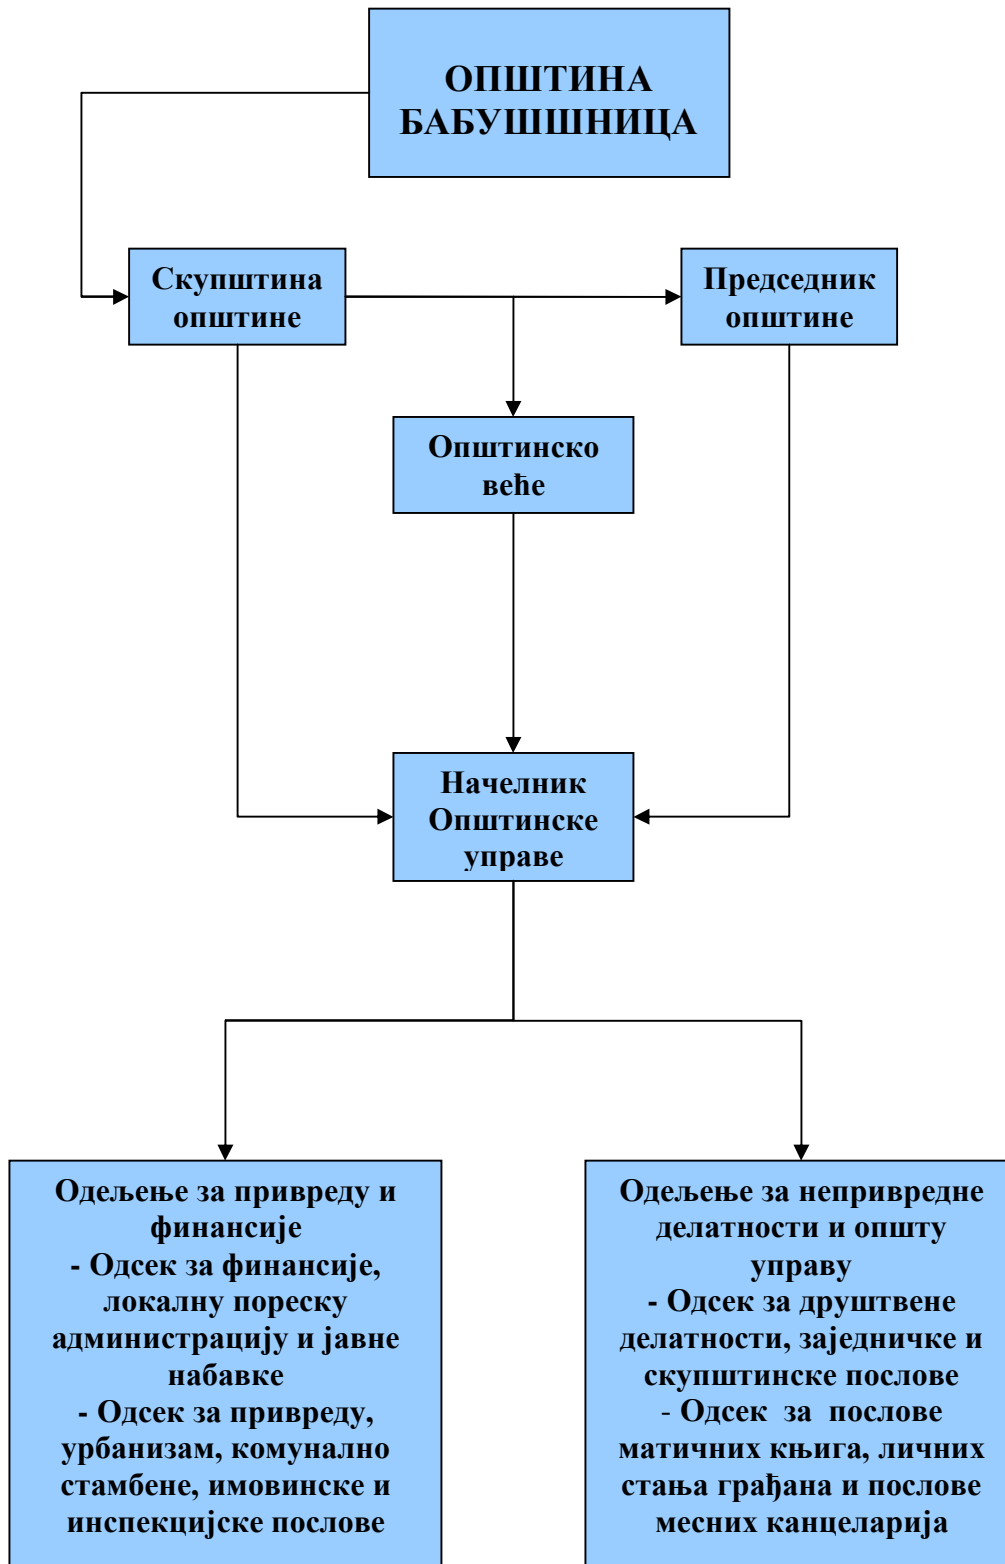 ОПШТИНА
БАБУШШНИЦА
Скупштина
општине
Председник
општине
Општинско
веће
Начелник
Општинске
управе
Одељење за привреду и
финансије
- Одсек за финансије,
локалну пореску
администрацију и јавне
набавке
- Одсек за привреду,
урбанизам, комунално
стамбене, имовинске и
инспекцијске послове
Одељење за непривредне
делатности и општу
управу
- Одсек за друштвене
делатности, заједничке и
скупштинске послове
- Одсек за послове
матичних књига, личних
стања грађана и послове
месних канцеларија